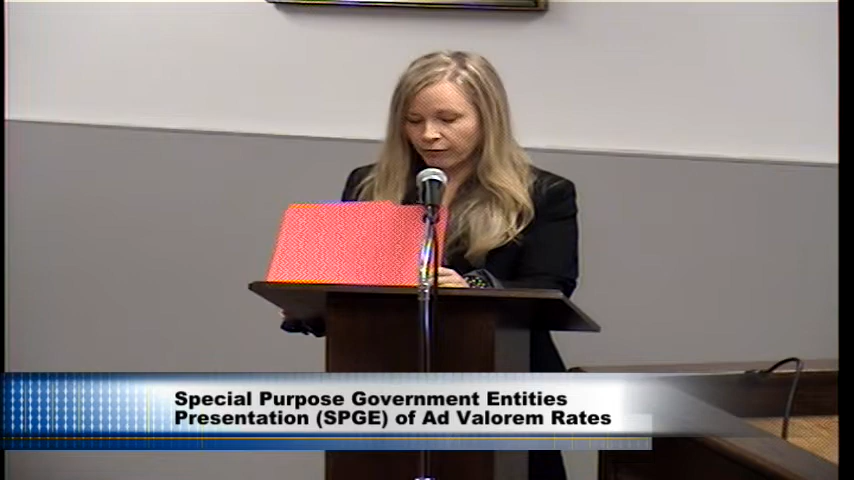 Special Purpose Government Entities
Presentation (SPGE) of Ad Valorem Rates